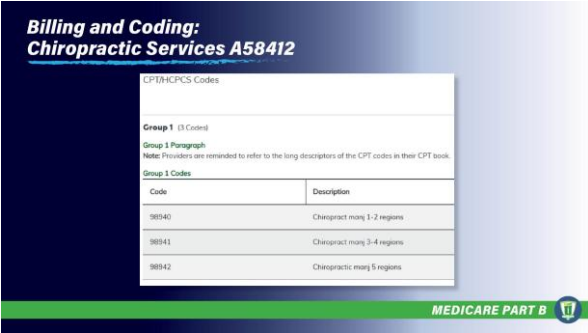 Billing and Coding:
Chiropractic Services A58412
CPT/HCPCS Codes
Group 1 (3 Codes)
Group 1 Paragraph
Note: Providers are reminded to refer to the long descriptors of the CPT codes in their CPT book.
Group 1 Codes
Code Description
98940 Chiropract manj 1-2 regions
98941 Chiropract manj 3-4 regions
98942 Chiropractic manj 5 regions
MEDICARE PART B